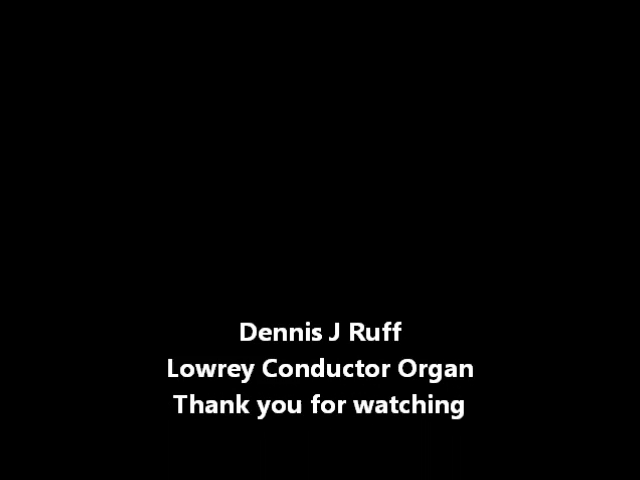 Dennis J Ruff
Lowrey Conductor Organ
Thank you for watching